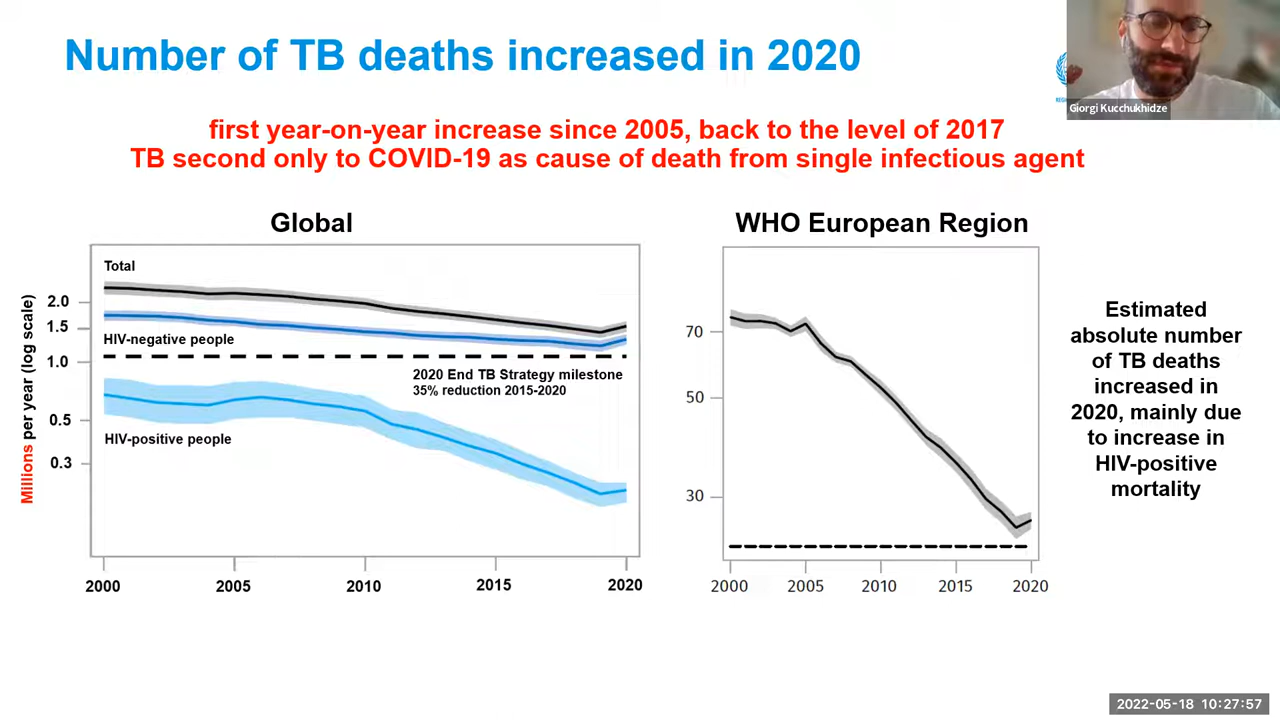 Number of TB deaths increased in 2020
Giorgi Kucchukhidze
first year-on-year increase since 2005, back to the level of 2017
TB second only to COVID-19 as cause of death from single infectious agent
Global
Millions per year (log scale)
2.0
1.5
1.0
0.5
0.3
Total
HIV-negative people
2020 End TB Strategy milestone
35% reduction 2015-2020
HIV-positive people
2000 2005 2010 2015 2020
WHO European Region
70
50
30
2000 2005 2010 2015 2020
Estimated
absolute number
of TB deaths
increased in
2020, mainly due
to increase in
HIV-positive
mortality
2022-05-18 10:27:57